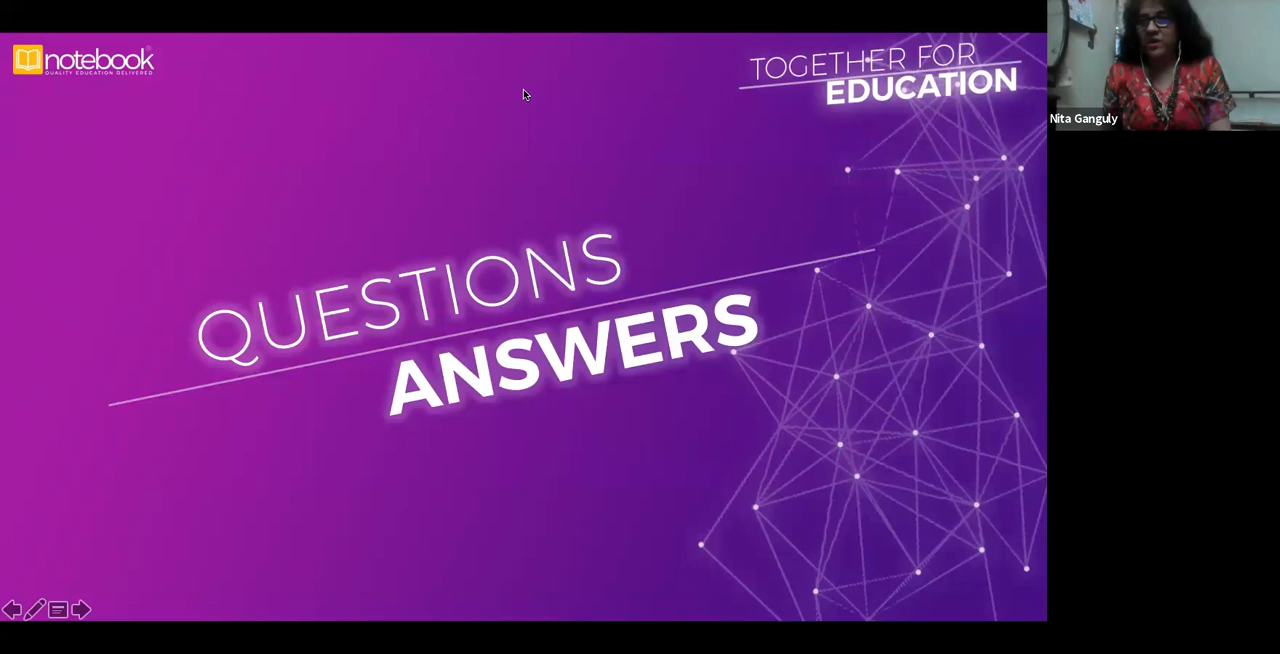 notebook
QUALITY EDUCATION DELIVERED
TOGETHER FOR
EDUCATION
Nita Ganguly
QUESTIONS
ANSWERS